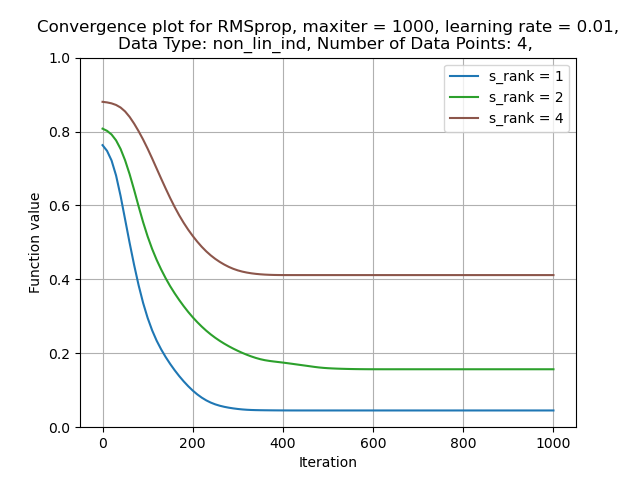 Convergence plot for RMSprop, maxiter = 1000, learning rate = 0.01,
Data Type: non_lin_ind, Number of Data Points: 4,
s_rank = 1
s_rank = 2
s_rank = 4
Function value
1.0
0.8
0.6
0.4
0.2
0.0
0 200 400 600 800 1000
Iteration